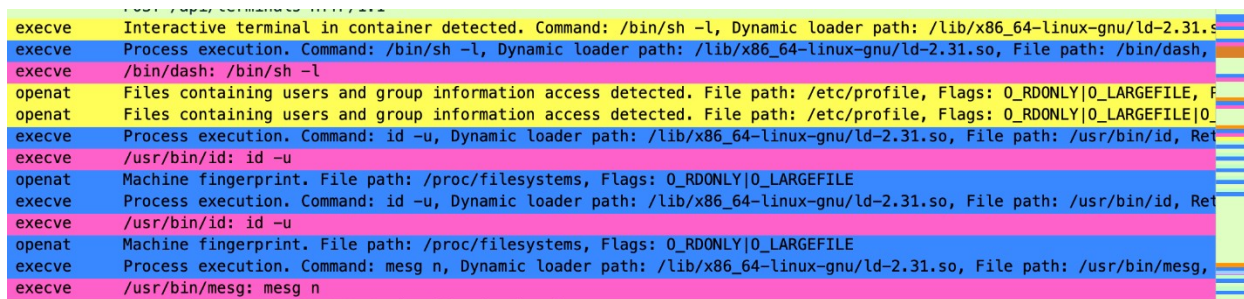 POST /api/terminals HTTP/1.1
execve Interactive terminal in container detected. Command: /bin/sh -l, Dynamic loader path: /lib/x86_64-linux-gnu/ld-2.31.s
execve Process execution. Command: /bin/sh -l, Dynamic loader path: /lib/x86_64-linux-gnu/ld-2.31.so, File path: /bin/dash,
execve /bin/dash: /bin/sh -l
openat Files containing users and group information access detected. File path: /etc/profile, Flags: O_RDONLY|O_LARGEFILE,
openat Files containing users and group information access detected. File path: /etc/profile, Flags: O_RDONLY|O_LARGEFILE|O_
execve Process execution. Command: id -u, Dynamic loader path: /lib/x86_64-linux-gnu/ld-2.31.so, File path: /usr/bin/id, Ret
execve /usr/bin/id: id -u
openat Machine fingerprint. File path: /proc/filesystems, Flags: O_RDONLY|O_LARGEFILE
execve Process execution. Command: id -u, Dynamic loader path: /lib/x86_64-linux-gnu/ld-2.31.so, File path: /usr/bin/id, Ret
execve /usr/bin/id: id -u
openat Machine fingerprint. File path: /proc/filesystems, Flags: O_RDONLY|O_LARGEFILE
execve Process execution. Command: mesg n, Dynamic loader path: /lib/x86_64-linux-gnu/ld-2.31.so, File path: /usr/bin/mesg,
execve /usr/bin/mesg: mesg n